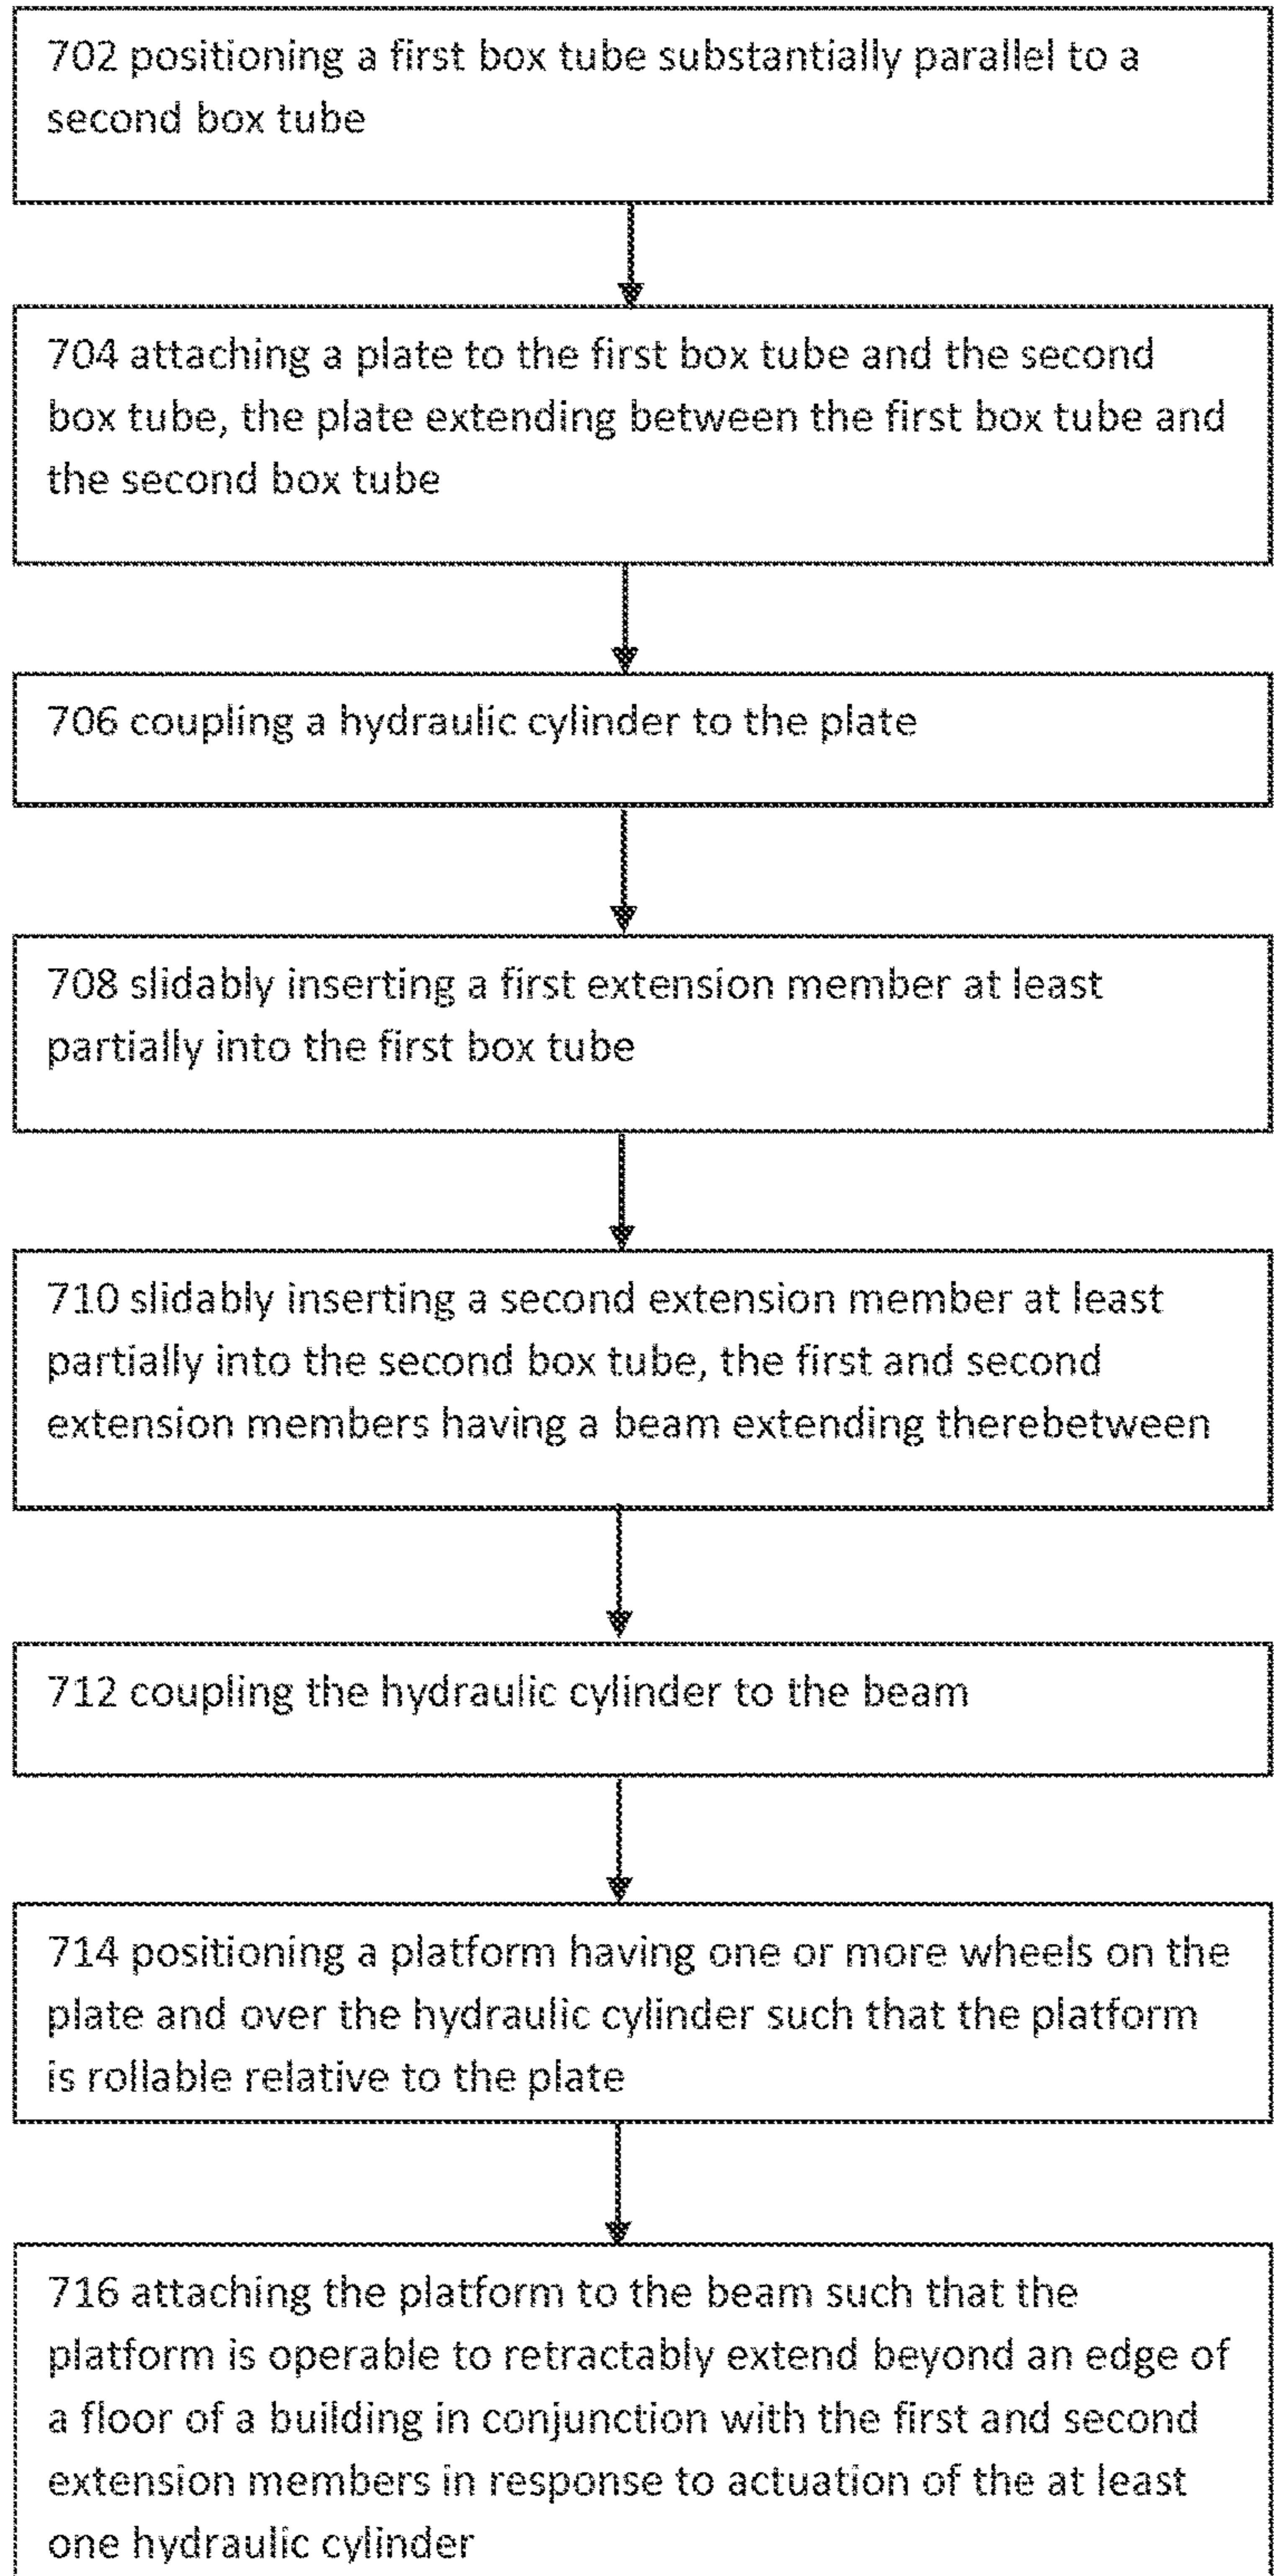 702 positioning a first box tube substantially parallel to a
second box tube
704 attaching a plate to the first box tube and the second
box tube, the plate extending between the first box tube and
the second box tube
706 coupling a hydraulic cylinder to the plate
708 slidably inserting a first extension member at least
partially into the first box tube
710 slidably inserting a second extension member at least
partially into the second box tube, the first and second
extension members having a beam extending therebetween
712 coupling the hydraulic cylinder to the beam
714 positioning a platform having one or more wheels on the
plate and over the hydraulic cylinder such that the platform
is rollable relative to the plate
716 attaching the platform to the beam such that the
platform is operable to retractably extend beyond an edge of
a floor of a building in conjunction with the first and second
extension members in response to actuation of the at least
one hydraulic cylinder